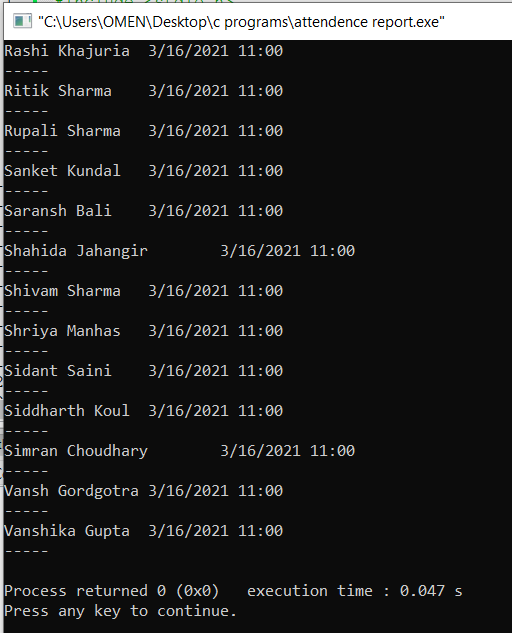 "C:\Users\OMEN\Desktop\c programs\attendence report.exe"
Rashi Khajuria  3/16/2021 11:00
-----
Ritik Sharma    3/16/2021 11:00
-----
Rupali Sharma   3/16/2021 11:00
-----
Sanket Kundal   3/16/2021 11:00
-----
Saransh Bali    3/16/2021 11:00
-----
Shahida Jahangir        3/16/2021 11:00
-----
Shivam Sharma   3/16/2021 11:00
-----
Shriya Manhas   3/16/2021 11:00
-----
Sidant Saini    3/16/2021 11:00
-----
Siddharth Koul  3/16/2021 11:00
-----
Simran Choudhary        3/16/2021 11:00
-----
Vansh Gordgotra 3/16/2021 11:00
-----
Vanshika Gupta  3/16/2021 11:00
-----
Process returned 0 (0x0)   execution time : 0.047 s
Press any key to continue.